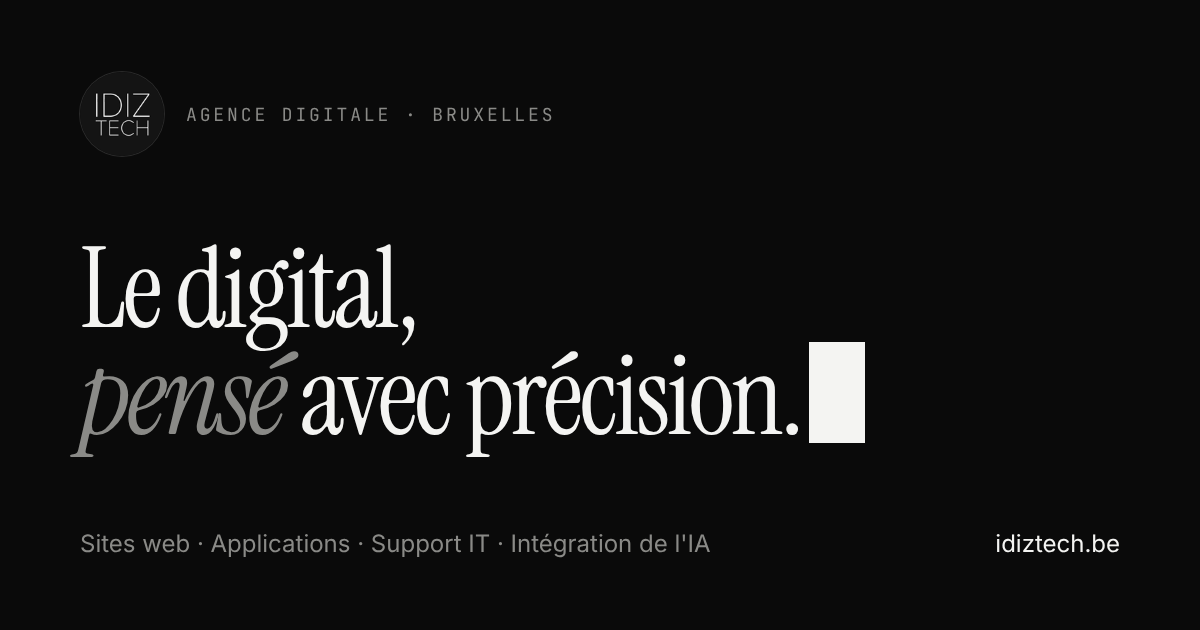 IDIZ
TECH
AGENCE DIGITALE · BRUXELLES
Le digital,
pensé avec précision.
Sites web · Applications · Support IT · Intégration de l'IA
idiztech.be